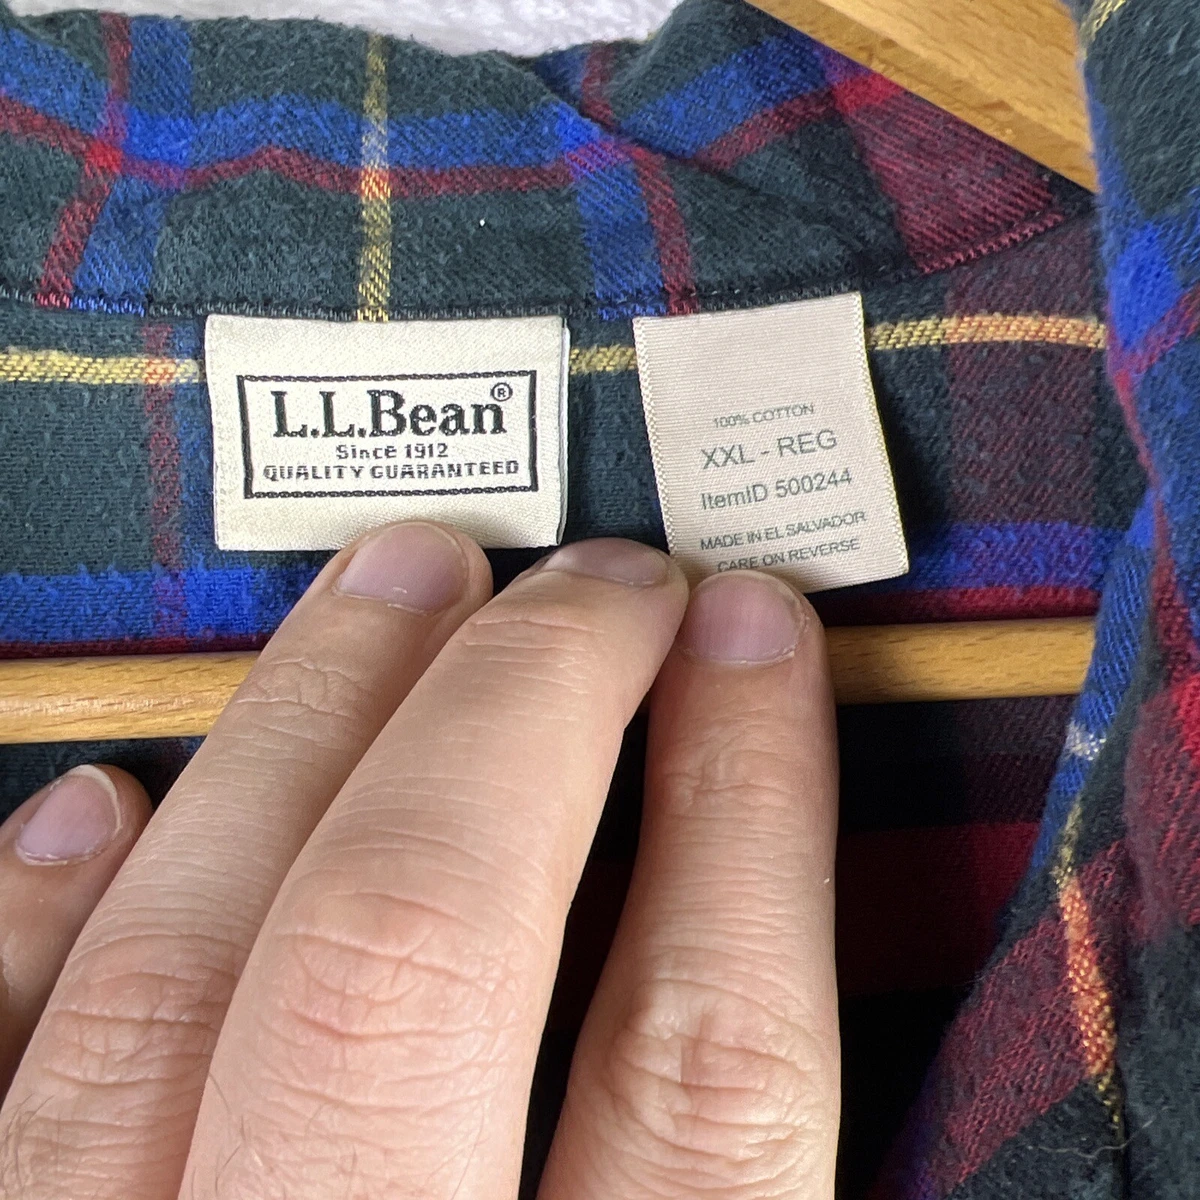 L.L.Bean®
Since 1912
QUALITY GUARANTEED
100% COTTON
XXL - REG
ItemID 500244
MADE IN EL SALVADOR
CARE ON REVERSE